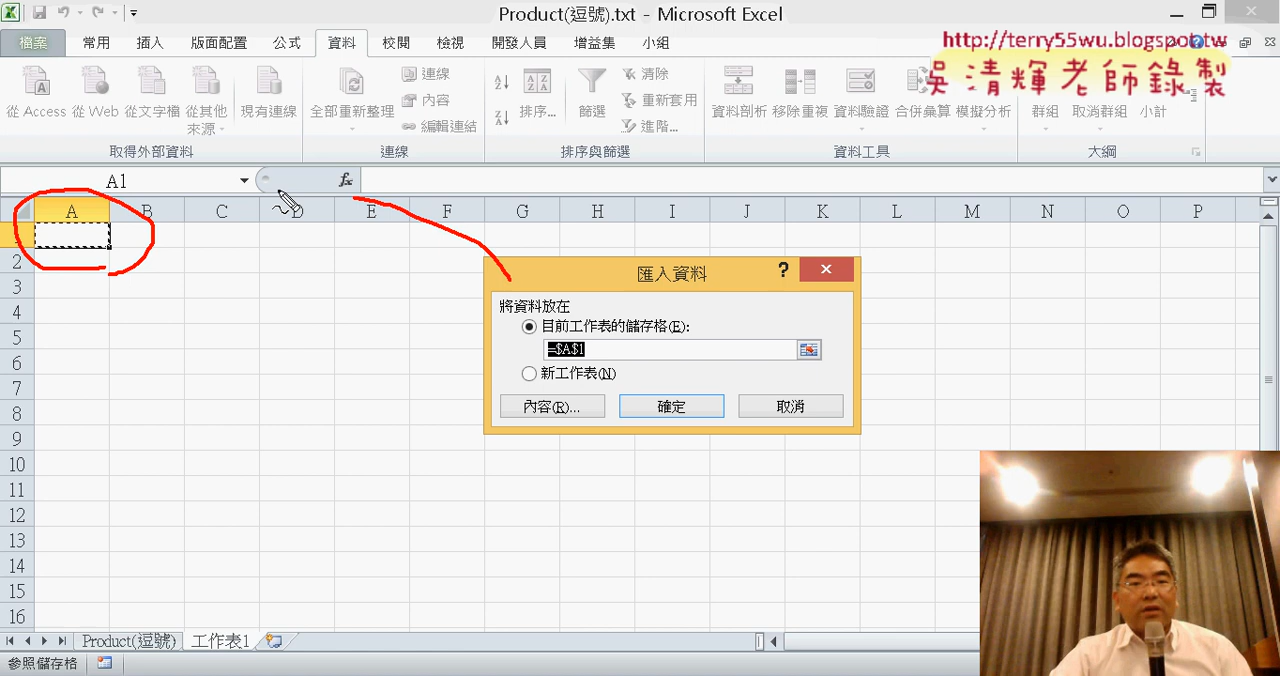 Product(逗號).txt - Microsoft Excel
檔案 常用 插入 版面配置 公式 資料 校閱 檢視 開發人員 增益集 小組
http://terry55wu.blogspot.tw
吳清輝老師錄製
從 Access 從 Web 從文字檔 從其他來源 現有連線 全部重新整理 連線 內容 編輯連結 排序... 篩選 清除 重新套用 進階... 資料剖析 移除重複 資料驗證 合併彙算 模擬分析 群組 取消群組 小計
取得外部資料 連線 排序與篩選 資料工具 大綱
A1 fx
A B C D E F G H I J K L M N O P
2
3
4
5
6
7
8
9
10
11
12
13
14
15
16
匯入資料 ?
將資料放在
目前工作表的儲存格(E):
=$A$1
新工作表(N)
內容(R)... 確定 取消
Product(逗號) 工作表1
參照儲存格